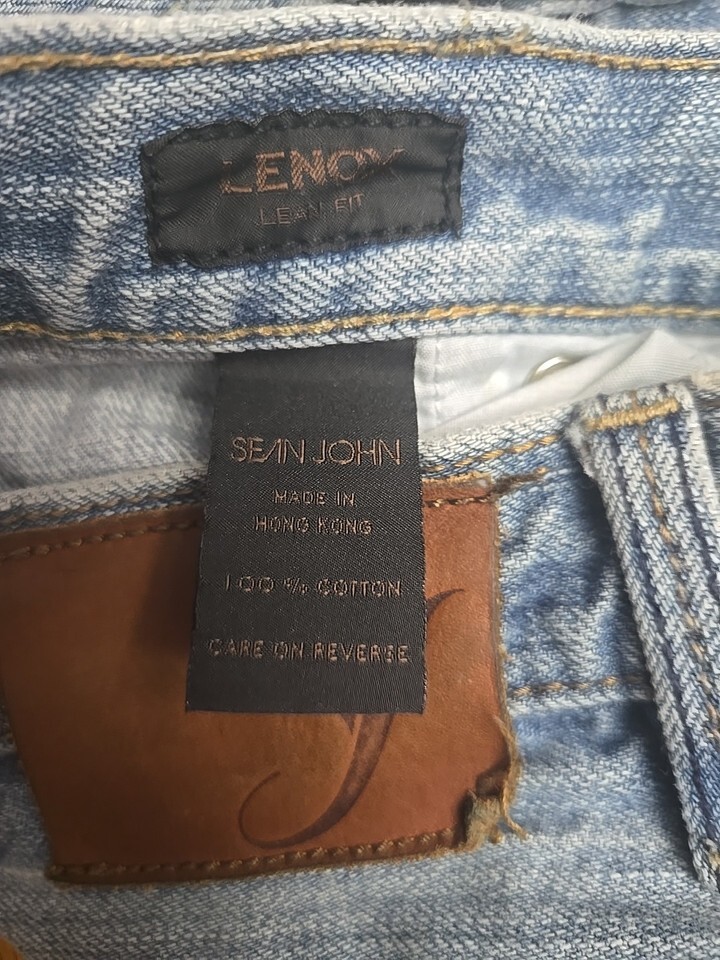 LENOX
LEAN FIT
SEAN JOHN
MADE IN
HONG KONG
100 % COTTON
CARE ON REVERSE